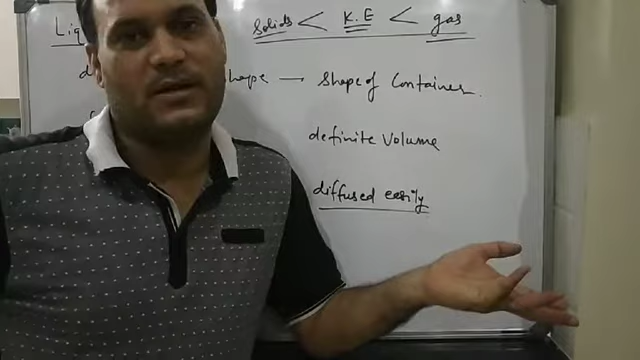 Solids < K.E < gas
shape → Shape of Container.
definite Volume
diffused easily